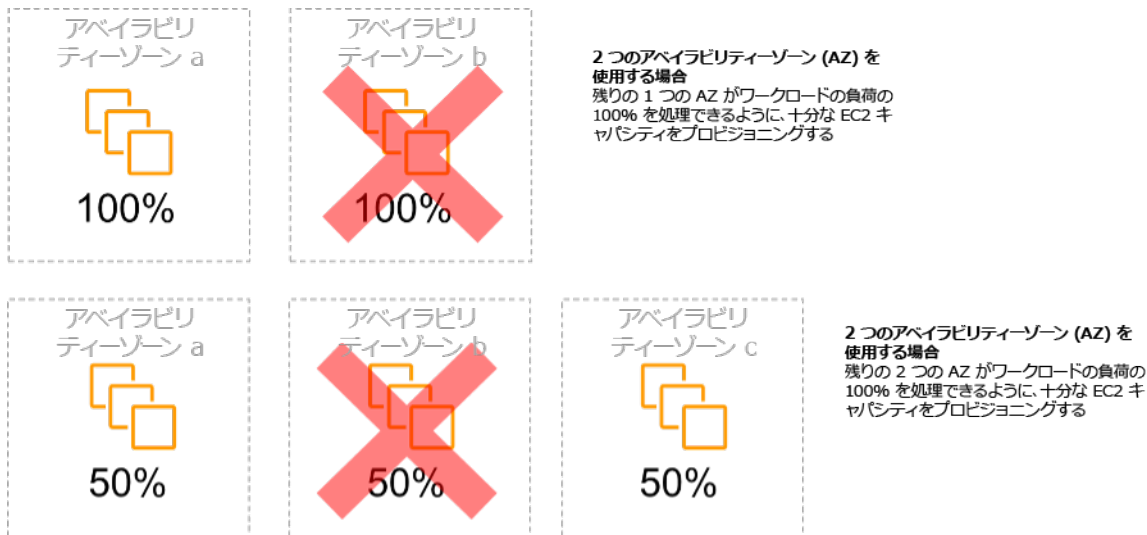 アベイラビリ
ティーゾーン a
100%
アベイラビリ
ティーゾーン b
100%
2 つのアベイラビリティーゾーン (AZ) を
使用する場合
残りの 1 つの AZ がワークロードの負荷の
100% を処理できるように、十分な EC2 キ
ャパシティをプロビジョニングする
アベイラビリ
ティーゾーン a
50%
アベイラビリ
ティーゾーン b
50%
アベイラビリ
ティーゾーン c
50%
2 つのアベイラビリティーゾーン (AZ) を
使用する場合
残りの 2 つの AZ がワークロードの負荷の
100% を処理できるように、十分な EC2 キ
ャパシティをプロビジョニングする